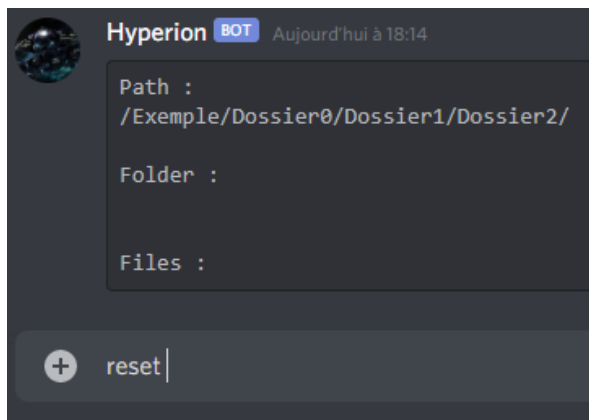 Hyperion BOT Aujourd'hui à 18:14
Path :
/Exemple/Dossier0/Dossier1/Dossier2/
Folder :
Files :
reset